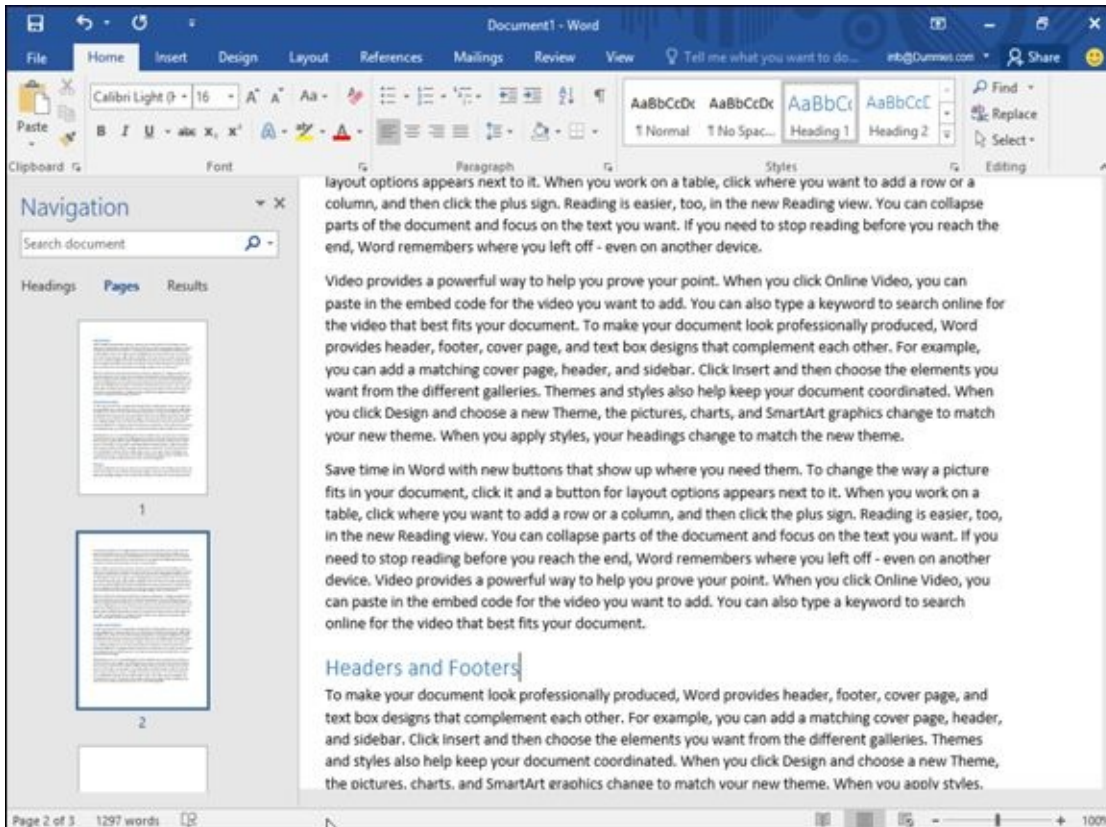 Document1 - Word
File Home Insert Design Layout References Mailings Review View Tell me what you want to do... Share
Calibri Light (H 16 A A Aa
AaBbCcDc AaBbCcDc AaBbCc AaBbCcD
Find
Replace
Paste
B I U abc x, x² A A
¶ Normal ¶ No Spac... Heading 1 Heading 2
Select
Clipboard Font Paragraph Styles Editing
Navigation
Search document
Headings Pages Results
1
2
layout options appears next to it. When you work on a table, click where you want to add a row or a
column, and then click the plus sign. Reading is easier, too, in the new Reading view. You can collapse
parts of the document and focus on the text you want. If you need to stop reading before you reach the
end, Word remembers where you left off - even on another device.
Video provides a powerful way to help you prove your point. When you click Online Video, you can
paste in the embed code for the video you want to add. You can also type a keyword to search online for
the video that best fits your document. To make your document look professionally produced, Word
provides header, footer, cover page, and text box designs that complement each other. For example,
you can add a matching cover page, header, and sidebar. Click Insert and then choose the elements you
want from the different galleries. Themes and styles also help keep your document coordinated. When
you click Design and choose a new Theme, the pictures, charts, and SmartArt graphics change to match
your new theme. When you apply styles, your headings change to match the new theme.
Save time in Word with new buttons that show up where you need them. To change the way a picture
fits in your document, click it and a button for layout options appears next to it. When you work on a
table, click where you want to add a row or a column, and then click the plus sign. Reading is easier, too,
in the new Reading view. You can collapse parts of the document and focus on the text you want. If you
need to stop reading before you reach the end, Word remembers where you left off - even on another
device. Video provides a powerful way to help you prove your point. When you click Online Video, you
can paste in the embed code for the video you want to add. You can also type a keyword to search
online for the video that best fits your document.
Headers and Footers
To make your document look professionally produced, Word provides header, footer, cover page, and
text box designs that complement each other. For example, you can add a matching cover page, header,
and sidebar. Click Insert and then choose the elements you want from the different galleries. Themes
and styles also help keep your document coordinated. When you click Design and choose a new Theme,
the pictures, charts, and SmartArt graphics change to match your new theme. When you apply styles,
Page 2 of 3 1297 words 100%